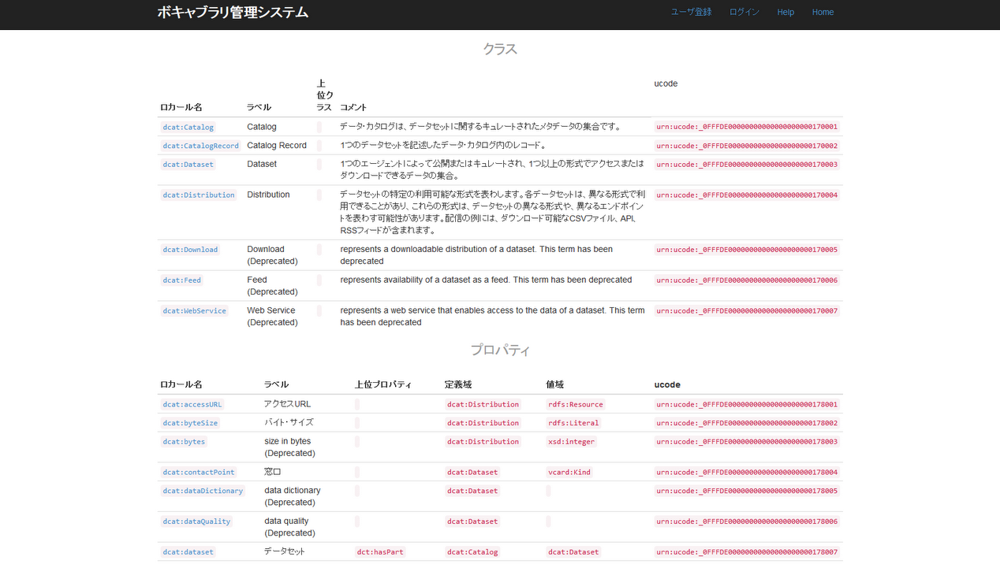 ボキャブラリ管理システム ユーザ登録 ログイン Help Home
クラス
ロカール名 ラベル 上位クラス コメント ucode
dcat:Catalog Catalog データ・カタログは、データセットに関するキュレートされたメタデータの集合です。 urn:ucode:_0FFFDE00000000000000000000170001
dcat:CatalogRecord Catalog Record 1つのデータセットを記述したデータ・カタログ内のレコード。 urn:ucode:_0FFFDE00000000000000000000170002
dcat:Dataset Dataset 1つのエージェントによって公開またはキュレートされ、1つ以上の形式でアクセスまたは urn:ucode:_0FFFDE00000000000000000000170003
ダウンロードできるデータの集合。
dcat:Distribution Distribution データセットの特定の利用可能な形式を表わします。各データセットは、異なる形式で利 urn:ucode:_0FFFDE00000000000000000000170004
用できることがあり、これらの形式は、データセットの異なる形式や、異なるエンドポイン
トを表わす可能性があります。配信の例には、ダウンロード可能なCSVファイル、API、
RSSフィードが含まれます。
dcat:Download Download represents a downloadable distribution of a dataset. This term has been urn:ucode:_0FFFDE00000000000000000000170005
(Deprecated) deprecated
dcat:Feed Feed represents availability of a dataset as a feed. This term has been deprecated urn:ucode:_0FFFDE00000000000000000000170006
(Deprecated)
dcat:WebService Web Service represents a web service that enables access to the data of a dataset. This term urn:ucode:_0FFFDE00000000000000000000170007
(Deprecated) has been deprecated
プロパティ
ロカール名 ラベル 上位プロパティ 定義域 値域 ucode
dcat:accessURL アクセスURL dcat:Distribution rdfs:Resource urn:ucode:_0FFFDE00000000000000000000178001
dcat:byteSize バイト・サイズ dcat:Distribution rdfs:Literal urn:ucode:_0FFFDE00000000000000000000178002
dcat:bytes size in bytes dcat:Distribution xsd:integer urn:ucode:_0FFFDE00000000000000000000178003
(Deprecated)
dcat:contactPoint 窓口 dcat:Dataset vcard:Kind urn:ucode:_0FFFDE00000000000000000000178004
dcat:dataDictionary data dictionary dcat:Dataset urn:ucode:_0FFFDE00000000000000000000178005
(Deprecated)
dcat:dataQuality data quality dcat:Dataset urn:ucode:_0FFFDE00000000000000000000178006
(Deprecated)
dcat:dataset データセット dct:hasPart dcat:Catalog dcat:Dataset urn:ucode:_0FFFDE00000000000000000000178007